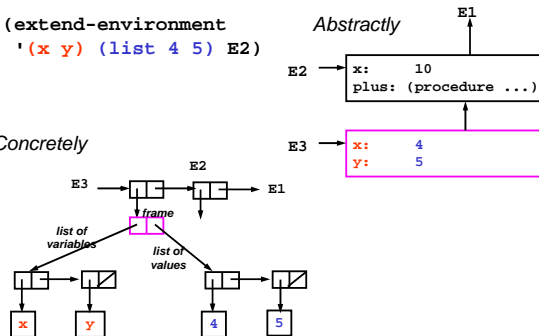 (extend-environment
'(x y) (list 4 5) E2)
Abstractly
E1
E2
x: 10
plus: (procedure ...)
E3
x: 4
y: 5
Concretely
E2
E3
E1
frame
list of
variables
list of
values
x
y
4
5